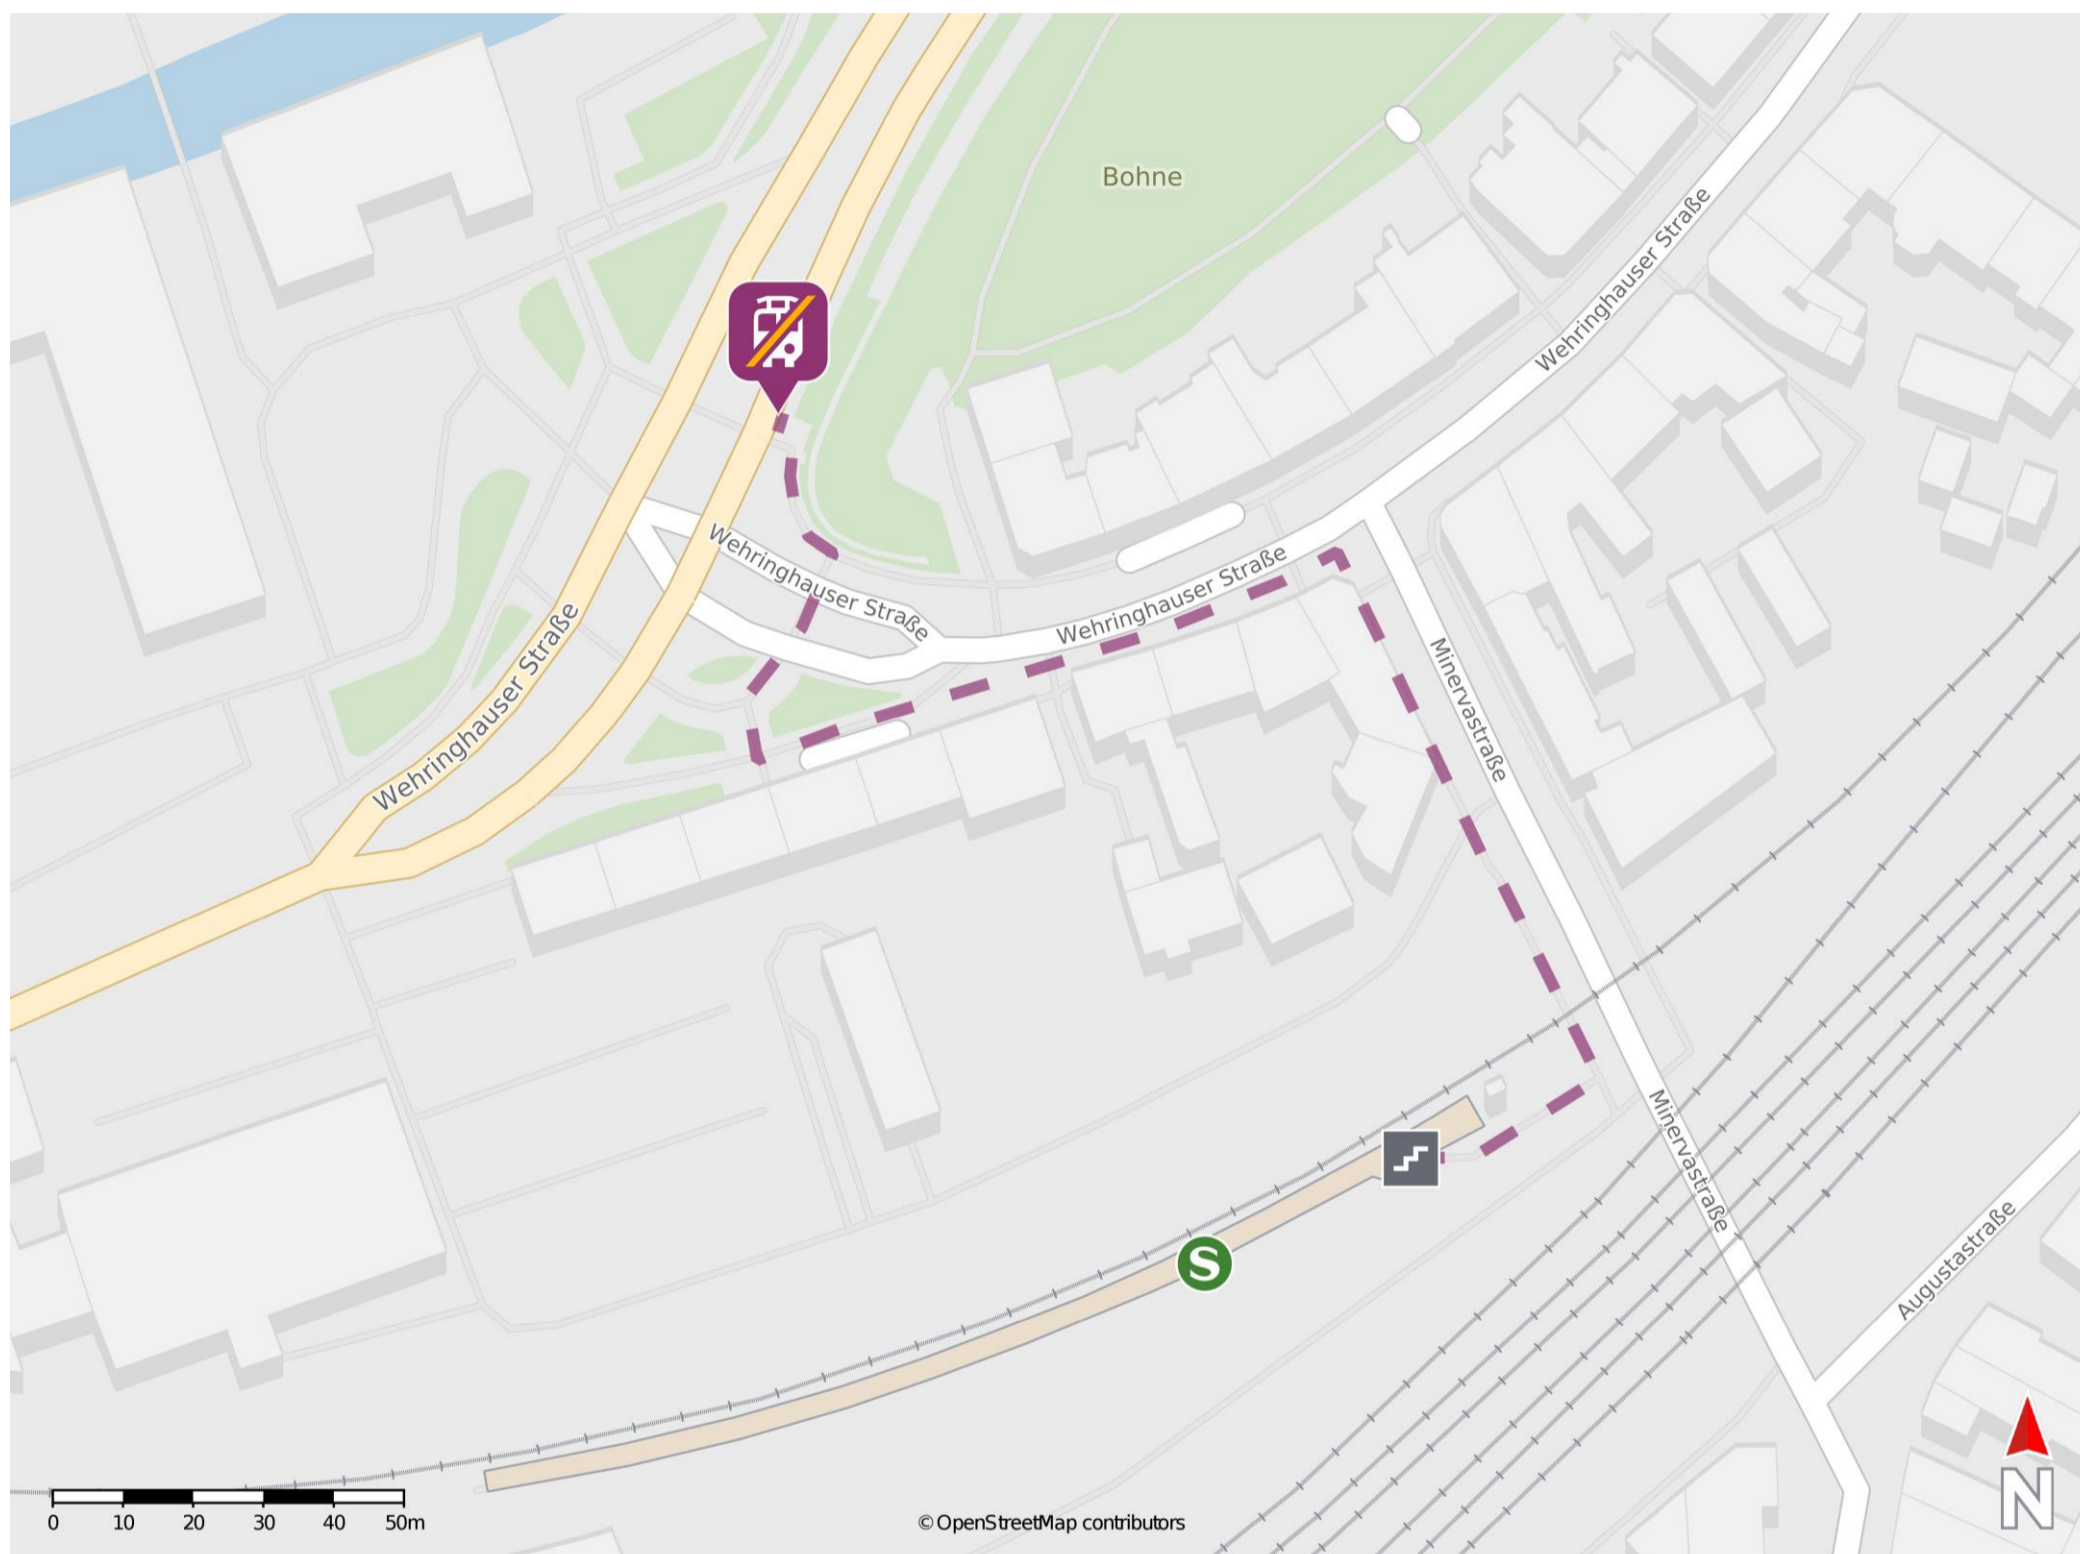 Bohne
Wehringhauser Straße
Wehringhauser Straße
Wehringhauser Straße
Wehringhauser Straße
Minervastraße
Minervastraße
Augustastraße
S
N
0 10 20 30 40 50m
© OpenStreetMap contributors